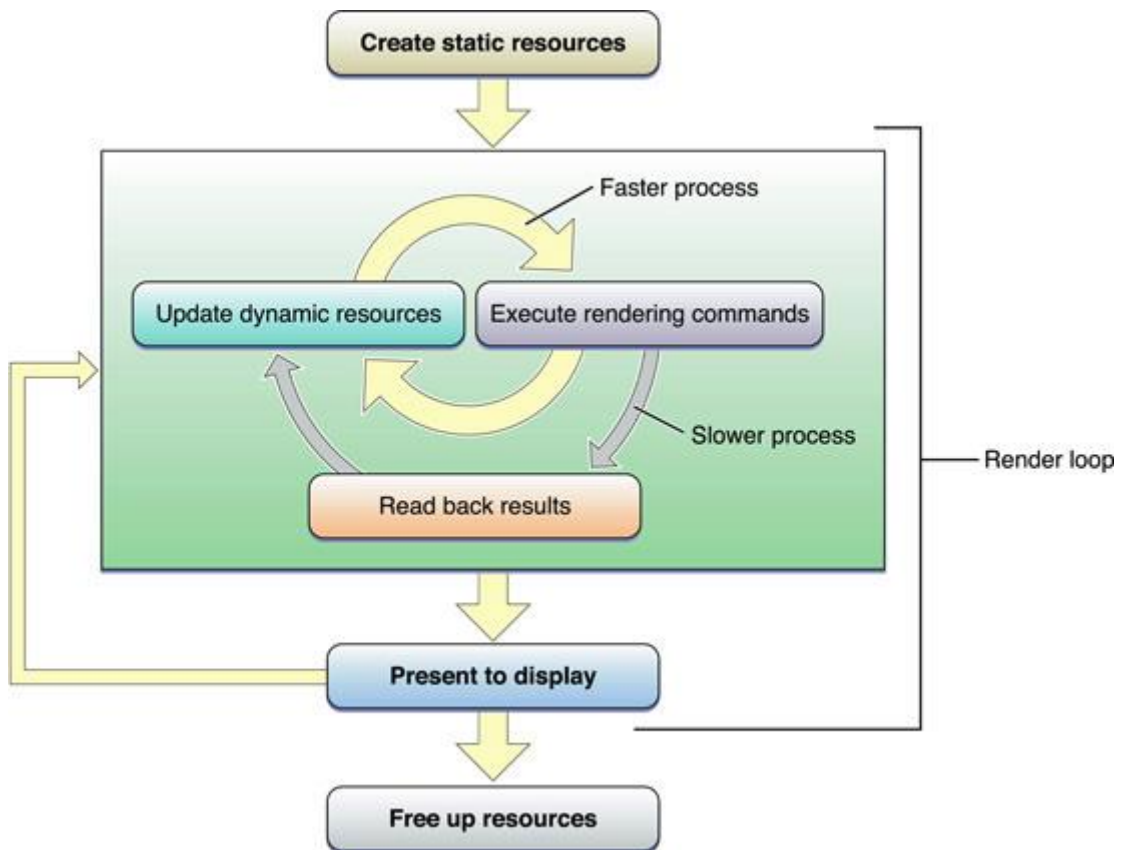 Create static resources
Faster process
Update dynamic resources
Execute rendering commands
Slower process
Render loop
Read back results
Present to display
Free up resources